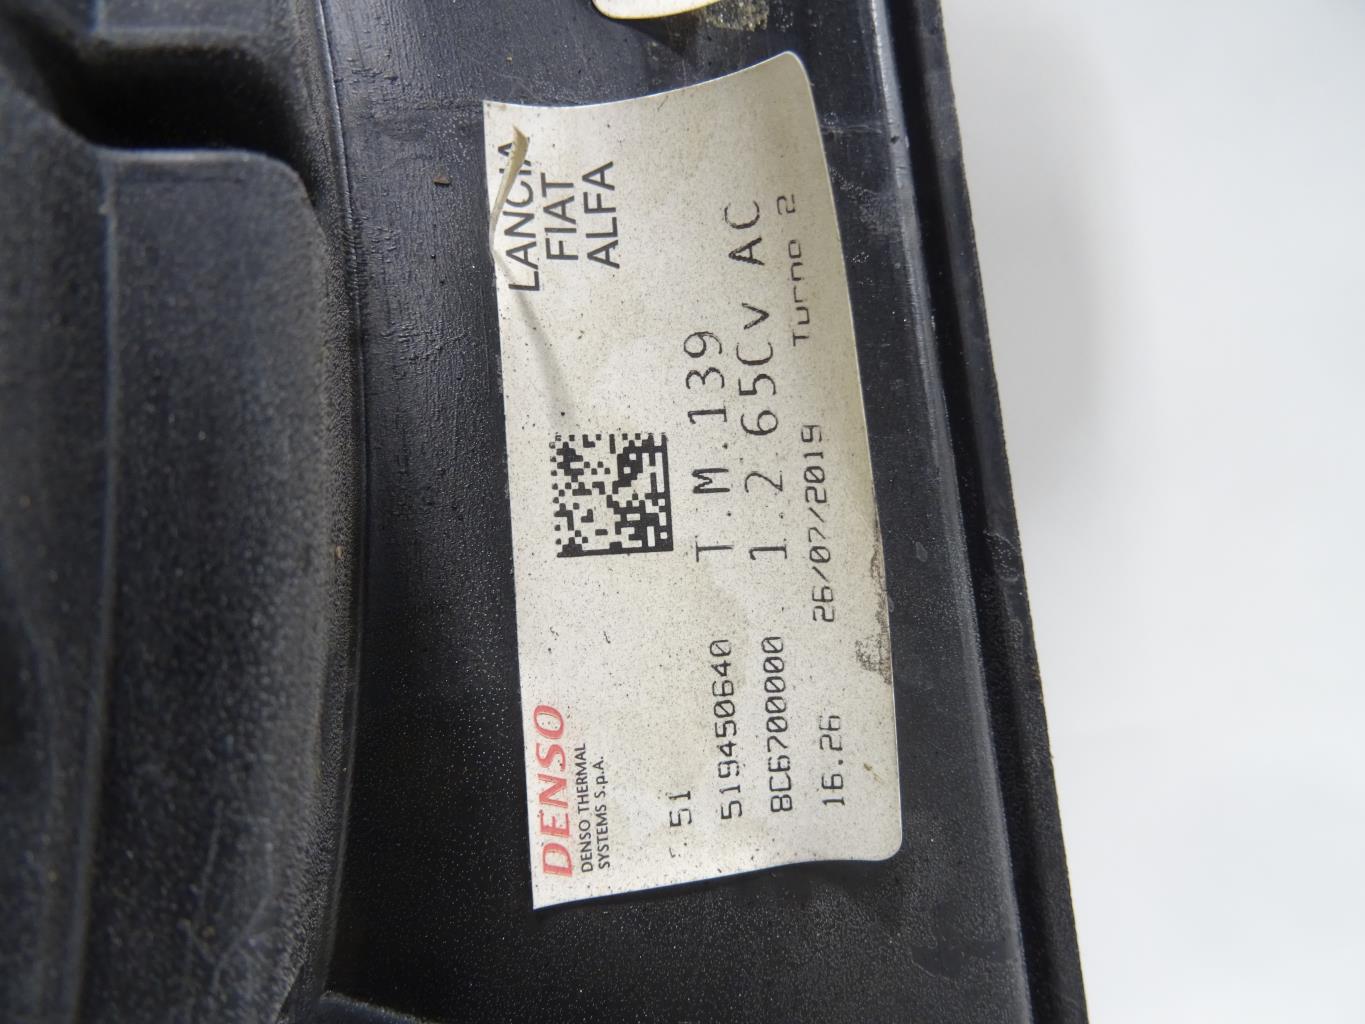 DENSO
DENSO THERMAL
SYSTEMS S.p.A.
LANCIA
FIAT
ALFA
51
T.M.139
519450640
1.2 65Cv AC
8C6700000
26/07/2019 Turno 2
16.26